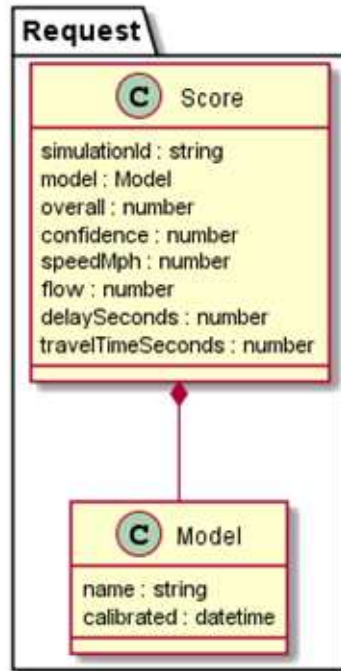 Request
C Score
simulationId : string
model : Model
overall : number
confidence : number
speedMph : number
flow : number
delaySeconds : number
travelTimeSeconds : number
C Model
name : string
calibrated : datetime